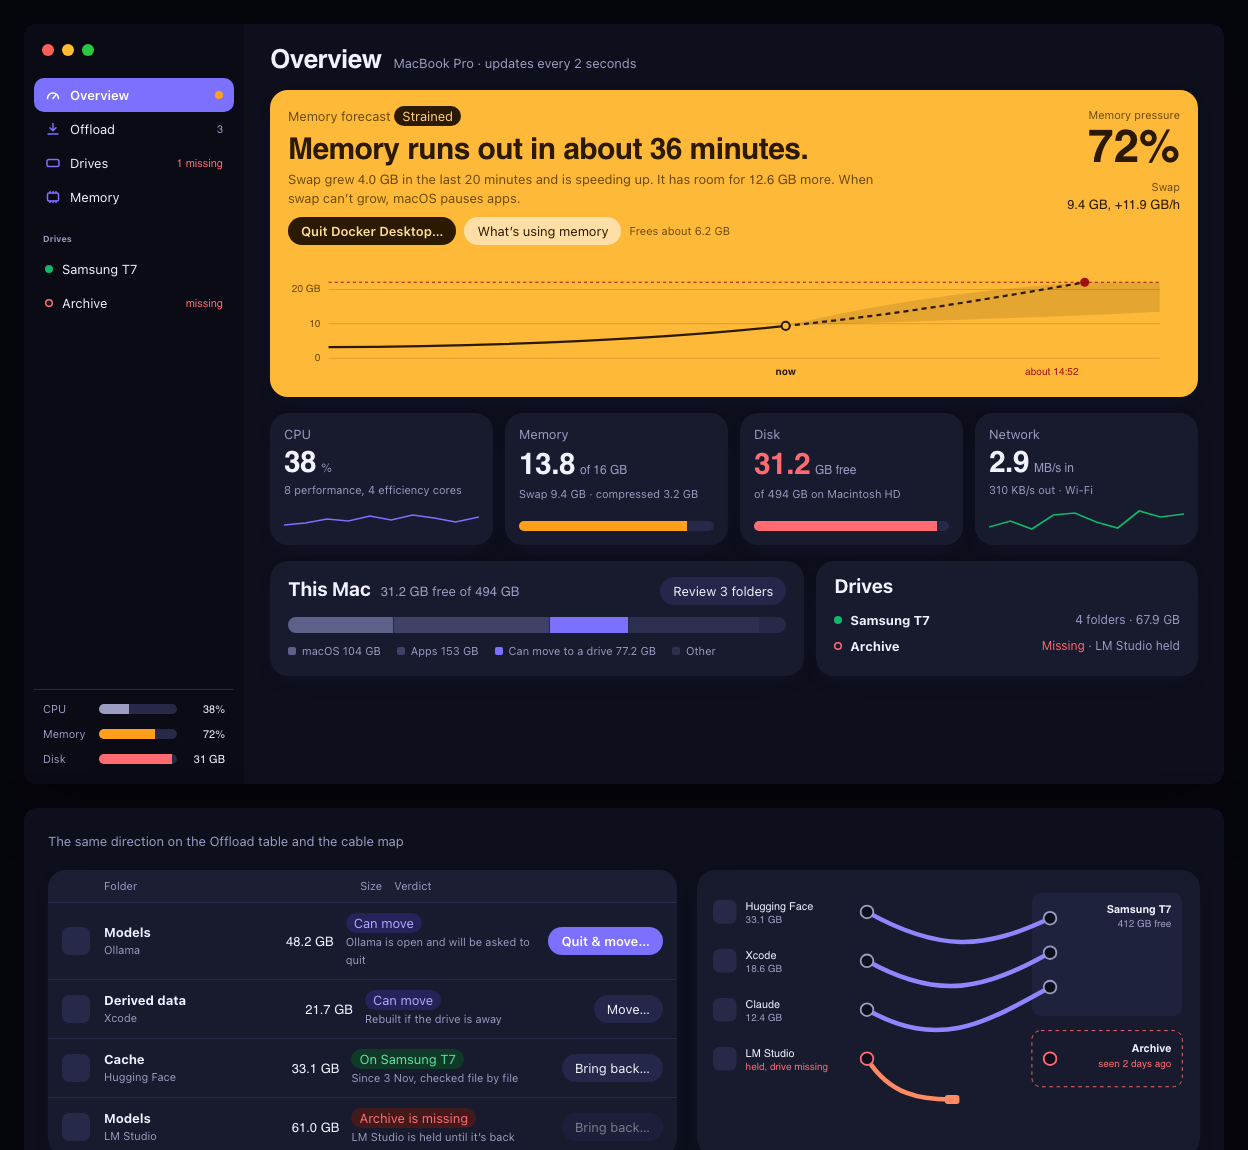 Overview
Offload 3
Drives 1 missing
Memory
Drives
Samsung T7
Archive missing
CPU 38%
Memory 72%
Disk 31 GB
Overview MacBook Pro · updates every 2 seconds
Memory forecast Strained
Memory runs out in about 36 minutes.
Swap grew 4.0 GB in the last 20 minutes and is speeding up. It has room for 12.6 GB more. When
swap can't grow, macOS pauses apps.
Quit Docker Desktop… What's using memory Frees about 6.2 GB
Memory pressure
72%
Swap
9.4 GB, +11.9 GB/h
20 GB
10
0
now about 14:52
CPU
38 %
8 performance, 4 efficiency cores
Memory
13.8 of 16 GB
Swap 9.4 GB · compressed 3.2 GB
Disk
31.2 GB free
of 494 GB on Macintosh HD
Network
2.9 MB/s in
310 KB/s out · Wi-Fi
This Mac 31.2 GB free of 494 GB Review 3 folders
macOS 104 GB Apps 153 GB Can move to a drive 77.2 GB Other
Drives
Samsung T7 4 folders · 67.9 GB
Archive Missing · LM Studio held
The same direction on the Offload table and the cable map
Folder Size Verdict
Models
Ollama
48.2 GB
Can move
Ollama is open and will be asked to
quit
Quit & move…
Derived data
Xcode
21.7 GB
Can move
Rebuilt if the drive is away
Move…
Cache
Hugging Face
33.1 GB
On Samsung T7
Since 3 Nov, checked file by file
Bring back…
Models
LM Studio
61.0 GB
Archive is missing
LM Studio is held until it's back
Bring back…
Hugging Face
33.1 GB
Xcode
18.6 GB
Claude
12.4 GB
LM Studio
held, drive missing
Samsung T7
412 GB free
Archive
seen 2 days ago